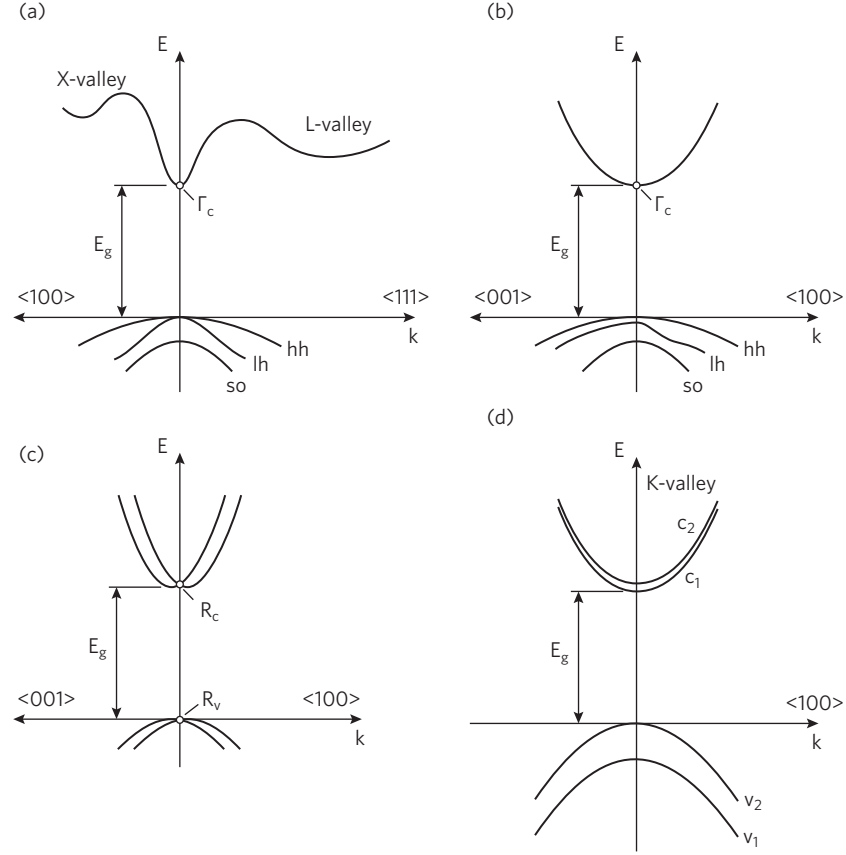 (a)
E
X-valley
L-valley
Γc
Eg
<100>
<111>
k
hh
lh
so
(b)
E
Γc
Eg
<001>
<100>
k
hh
lh
so
(c)
E
Rc
Eg
Rv
<001>
<100>
k
(d)
E
K-valley
c2
c1
Eg
<100>
k
v2
v1